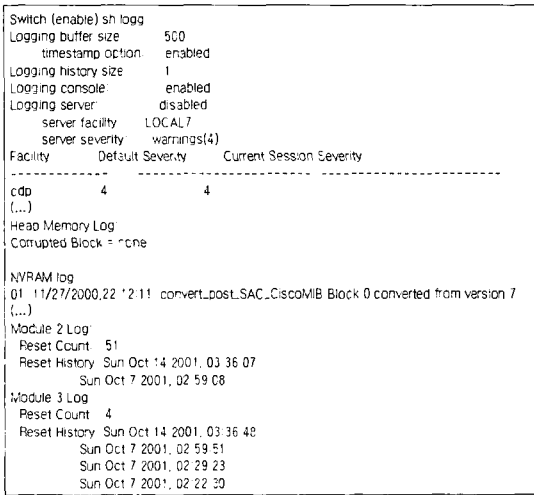 Switch (enable) sh logg
Logging buffer size 500
timestamp option: enabled
Logging history size 1
Logging console: enabled
Logging server: disabled
server facility LOCAL7
server severity warnings(4)
Facility Default Severity Current Session Severity
------------- ----------------------- ------------------------
cdp 4 4
(...)
Heap Memory Log:
Corrupted Block = none
NVRAM log
01 11/27/2000,22:12:11 convert_post_SAC_CiscoMIB Block 0 converted from version 7
(...)
Module 2 Log:
Reset Count 51
Reset History Sun Oct 14 2001, 03:36:07
Sun Oct 7 2001, 02:59:08
Module 3 Log
Reset Count 4
Reset History Sun Oct 14 2001, 03:36:48
Sun Oct 7 2001, 02:59:51
Sun Oct 7 2001, 02:29:23
Sun Oct 7 2001, 02:22:30